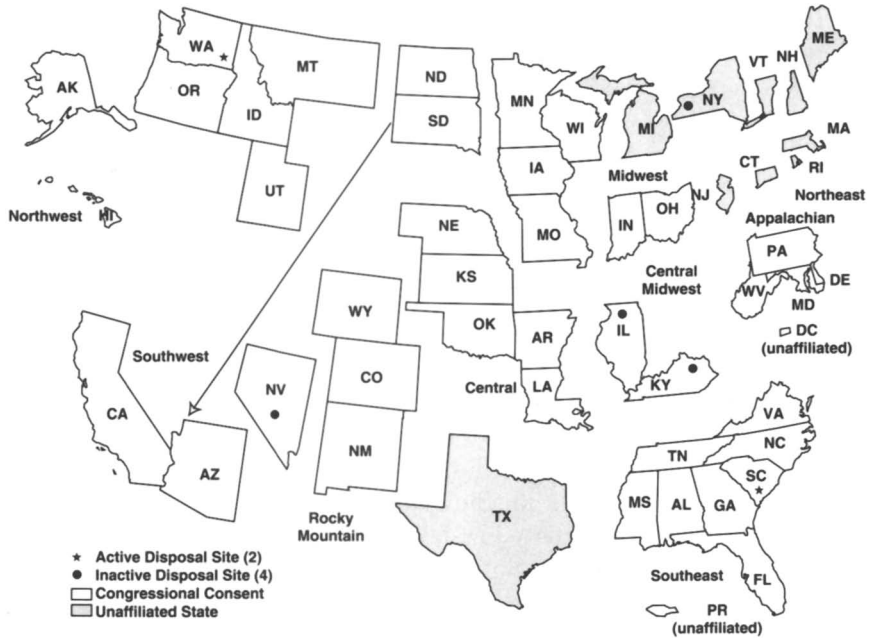 ME
WA
VT
NH
MT
AK
ND
OR
MN
NY
ID
SD
WI
MI
MA
CT
RI
IA
Midwest
UT
NJ
Northeast
Northwest
HI
NE
OH
Appalachian
IN
MO
PA
KS
Central
Midwest
DE
WV
MD
WY
OK
IL
DC
(unaffiliated)
AR
Southwest
CO
NV
Central
LA
KY
CA
VA
NC
TN
NM
AZ
SC
MS
AL
GA
TX
Rocky
Mountain
★ Active Disposal Site (2)
● Inactive Disposal Site (4)
Congressional Consent
Unaffiliated State
Southeast
FL
PR
(unaffiliated)